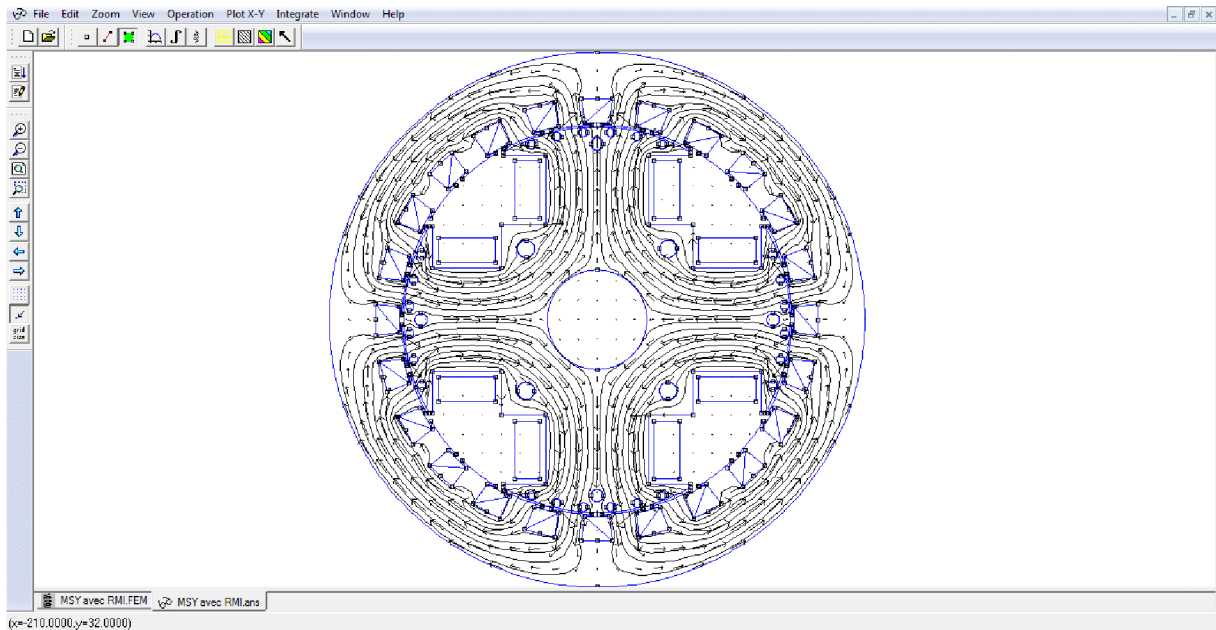 File Edit Zoom View Operation Plot X-Y Integrate Window Help
grid
size
MSY avec RMI.FEM MSY avec RMI.ans
(x=-210.0000,y=32.0000)